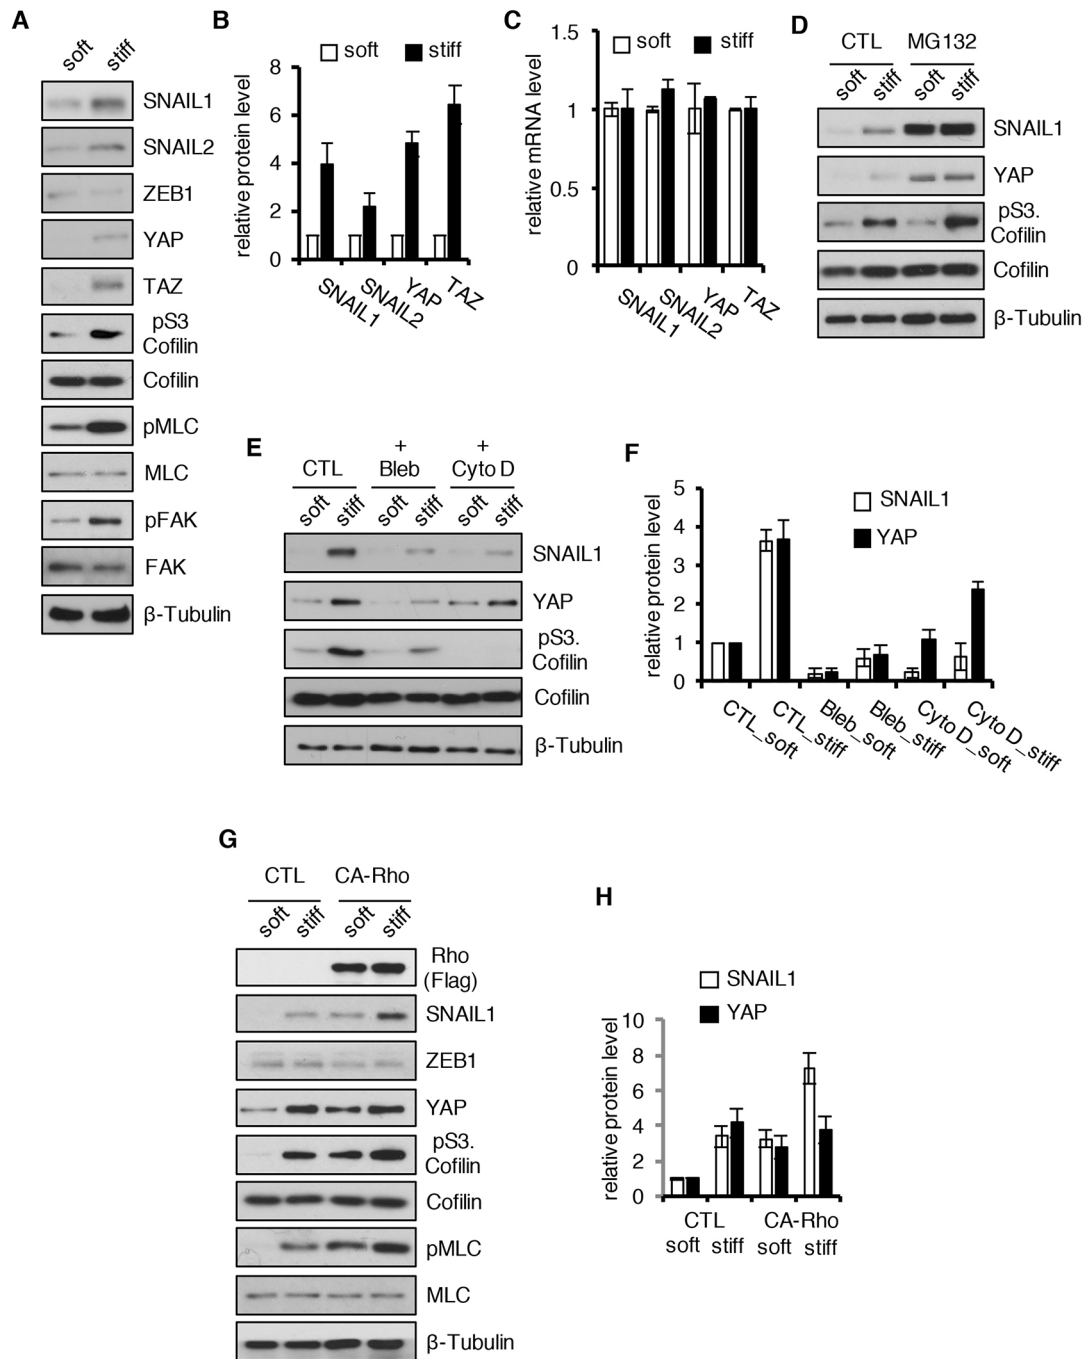 A
soft stiff
SNAIL1
SNAIL2
ZEB1
YAP
TAZ
pS3
Cofilin
Cofilin
pMLC
MLC
pFAK
FAK
β-Tubulin
B
soft stiff
relative protein level
8
6
4
2
0
SNAIL1 SNAIL2 YAP TAZ
C
soft stiff
relative mRNA level
1.5
1
0.5
0
SNAIL1 SNAIL2 YAP TAZ
D
CTL MG132
soft stiff soft stiff
SNAIL1
YAP
pS3.
Cofilin
Cofilin
β-Tubulin
E
+ +
CTL Bleb Cyto D
soft stiff soft stiff soft stiff
SNAIL1
YAP
pS3.
Cofilin
Cofilin
β-Tubulin
F
SNAIL1
YAP
relative protein level
5
4
3
2
1
0
CTL_soft CTL_stiff Bleb_soft Bleb_stiff Cyto D_soft Cyto D_stiff
G
CTL CA-Rho
soft stiff soft stiff
Rho
(Flag)
SNAIL1
ZEB1
YAP
pS3.
Cofilin
Cofilin
pMLC
MLC
β-Tubulin
H
SNAIL1
YAP
relative protein level
10
8
6
4
2
0
CTL CA-Rho
soft stiff soft stiff